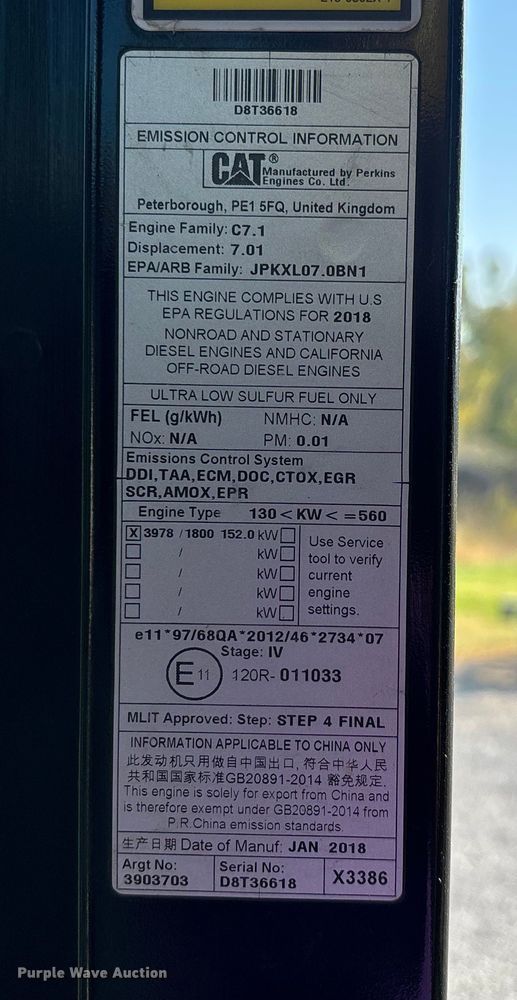 D8T36618
EMISSION CONTROL INFORMATION
CAT® Manufactured by Perkins
Engines Co. Ltd.
Peterborough, PE1 5FQ, United Kingdom
Engine Family: C7.1
Displacement: 7.01
EPA/ARB Family: JPKXL07.0BN1
THIS ENGINE COMPLIES WITH U.S
EPA REGULATIONS FOR 2018
NONROAD AND STATIONARY
DIESEL ENGINES AND CALIFORNIA
OFF-ROAD DIESEL ENGINES
ULTRA LOW SULFUR FUEL ONLY
FEL (g/kWh) NMHC: N/A
NOx: N/A PM: 0.01
Emissions Control System
DDI,TAA,ECM,DOC,CTOX,EGR
SCR,AMOX,EPR
Engine Type 130 < KW < =560
X 3978 / 1800 152.0 kW
/ kW
/ kW
/ kW
/ kW
Use Service
tool to verify
current
engine
settings.
e11*97/68QA*2012/46*2734*07
Stage: IV
E 11 120R- 011033
MLIT Approved: Step: STEP 4 FINAL
INFORMATION APPLICABLE TO CHINA ONLY
此发动机只用做自中国出口, 符合中华人民
共和国国家标准GB20891-2014 豁免规定.
This engine is solely for export from China and
is therefore exempt under GB20891-2014 from
P.R.China emission standards.
生产日期 Date of Manuf: JAN 2018
Argt No: Serial No:
3903703 D8T36618 X3386
Purple Wave Auction